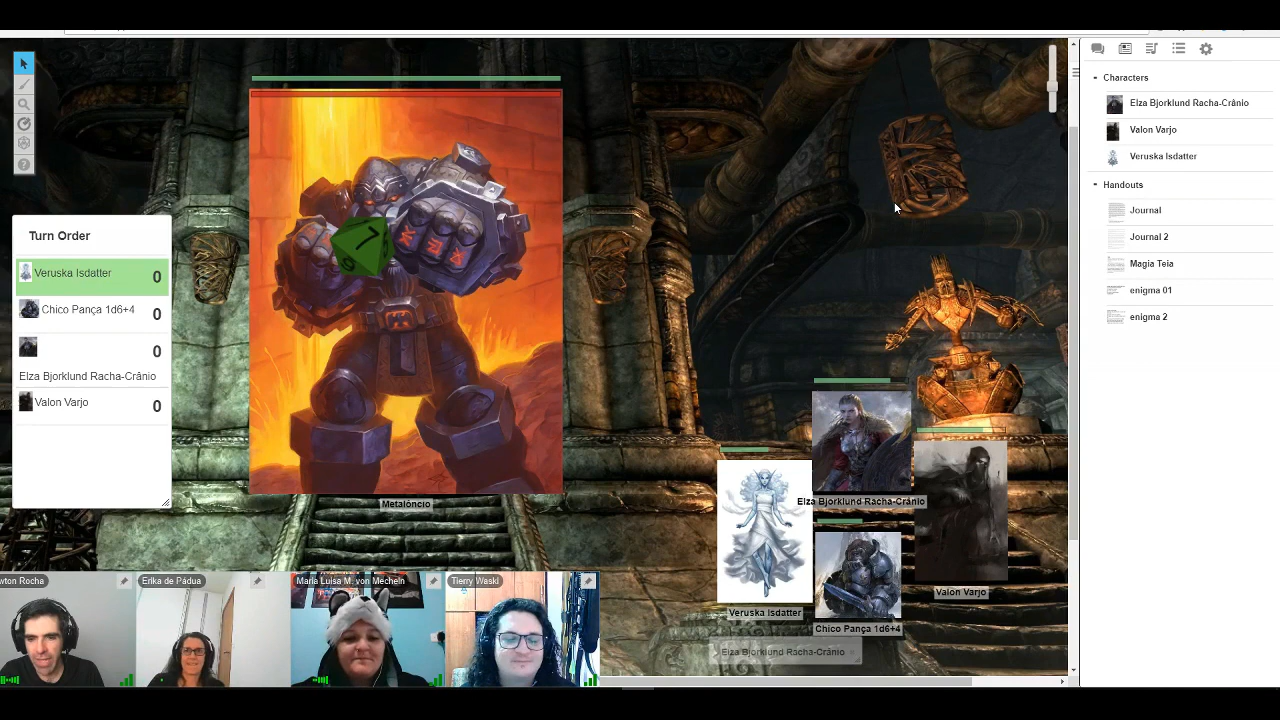 Characters
Elza Bjorklund Racha-Crânio
Valon Varjo
Veruska Isdatter
Handouts
Journal
Journal 2
Magia Teia
enigma 01
enigma 2
Turn Order
Veruska Isdatter 0
Chico Pança 1d6+4 0
0
Elza Bjorklund Racha-Crânio
Valon Varjo 0
7
Metalôncio
Elza Bjorklund Racha-Crânio
Valon Varjo
Veruska Isdatter
Chico Pança 1d6+4
Elza Bjorklund Racha-Crânio
wton Rocha
Erika de Pádua
Maria Luisa M. von Mecheln
Tierry Waskl